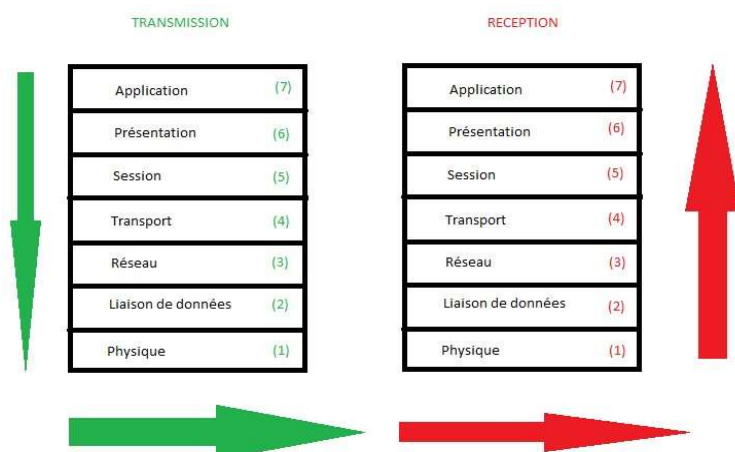 TRANSMISSION
Application (7)
Présentation (6)
Session (5)
Transport (4)
Réseau (3)
Liaison de données (2)
Physique (1)
RECEPTION
Application (7)
Présentation (6)
Session (5)
Transport (4)
Réseau (3)
Liaison de données (2)
Physique (1)